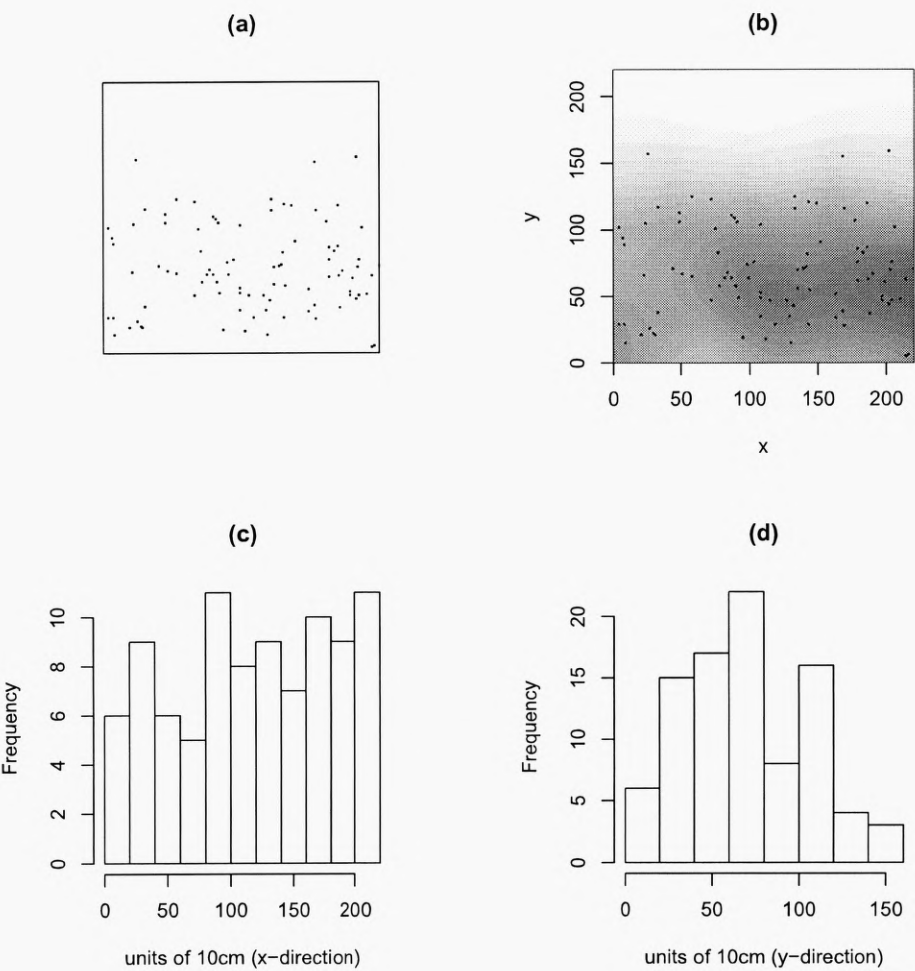 (a)
(b)
200
150
100
50
0
y
0 50 100 150 200
x
(c)
(d)
10
8
6
4
2
0
Frequency
0 50 100 150 200
units of 10cm (x−direction)
20
15
10
5
0
Frequency
0 50 100 150
units of 10cm (y−direction)